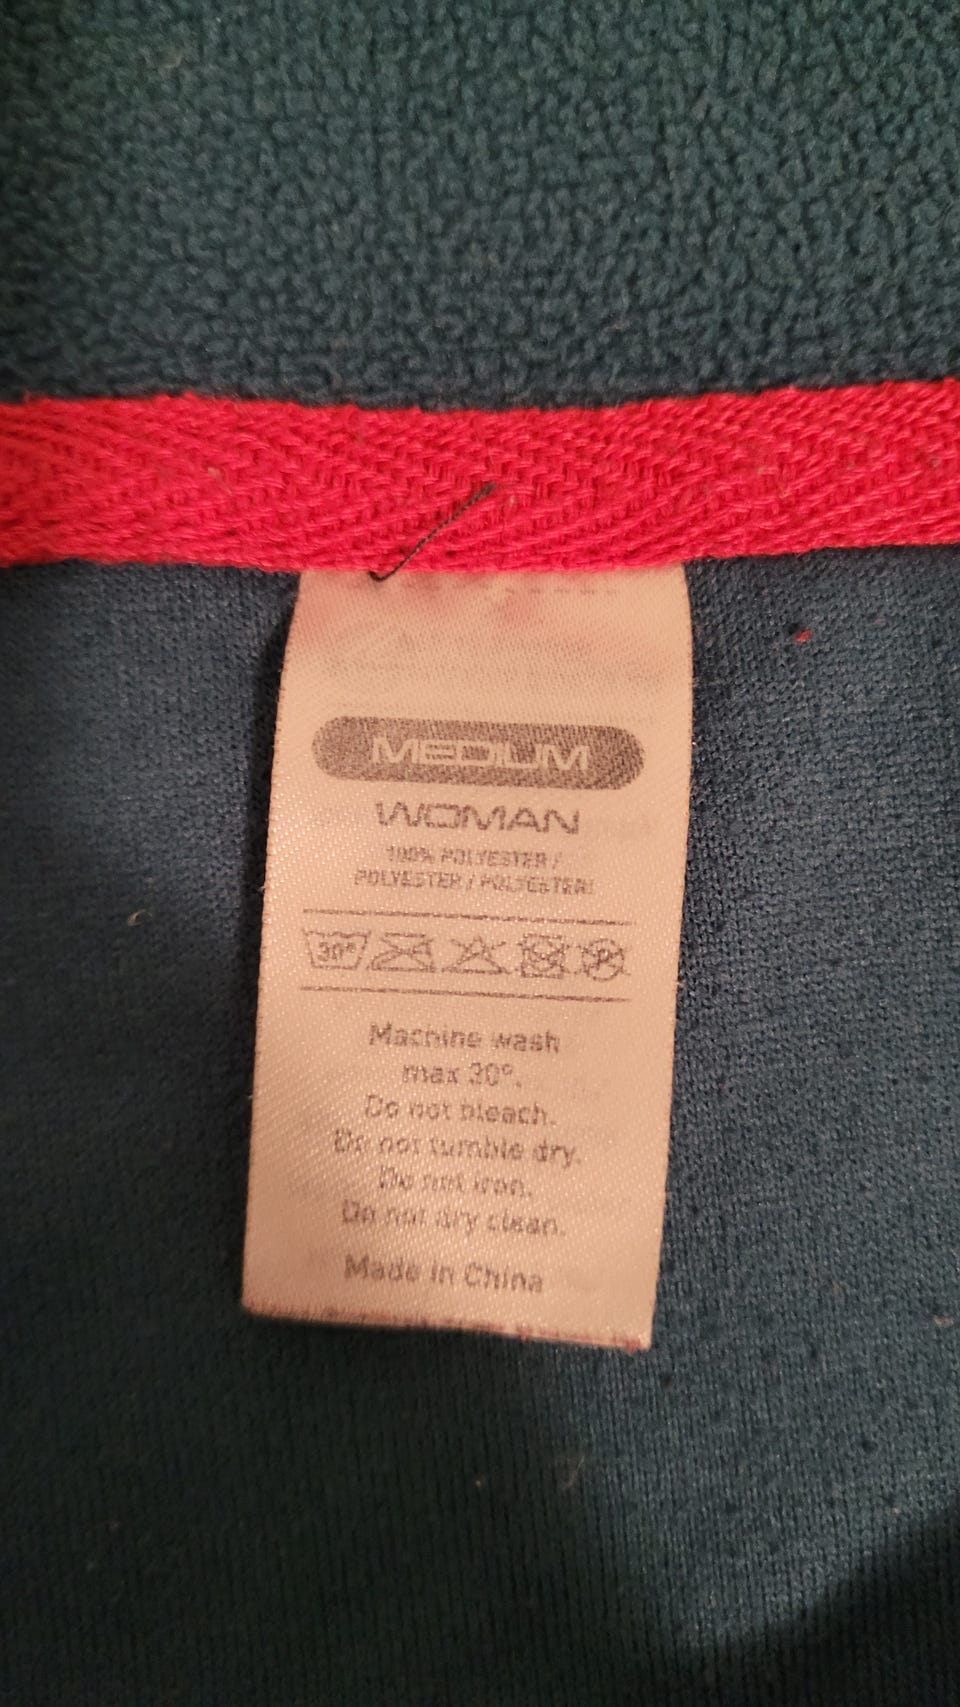 MEDIUM
WOMAN
100% POLYESTER /
POLYESTER / POLYESTER
30°
P
Machine wash
max 30°.
Do not bleach.
Do not tumble dry.
Do not iron.
Do not dry clean.
Made in China